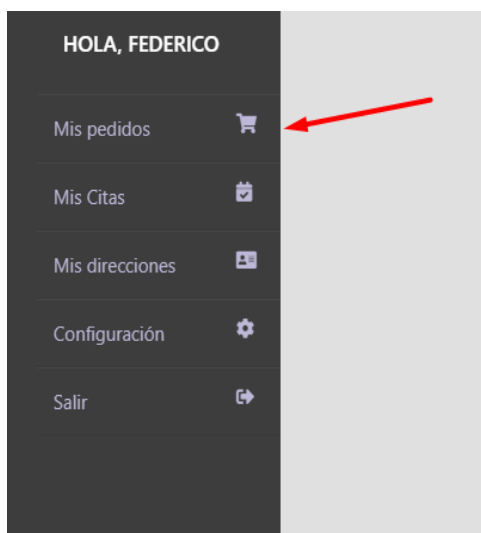 HOLA, FEDERICO
Mis pedidos
Mis Citas
Mis direcciones
Configuración
Salir